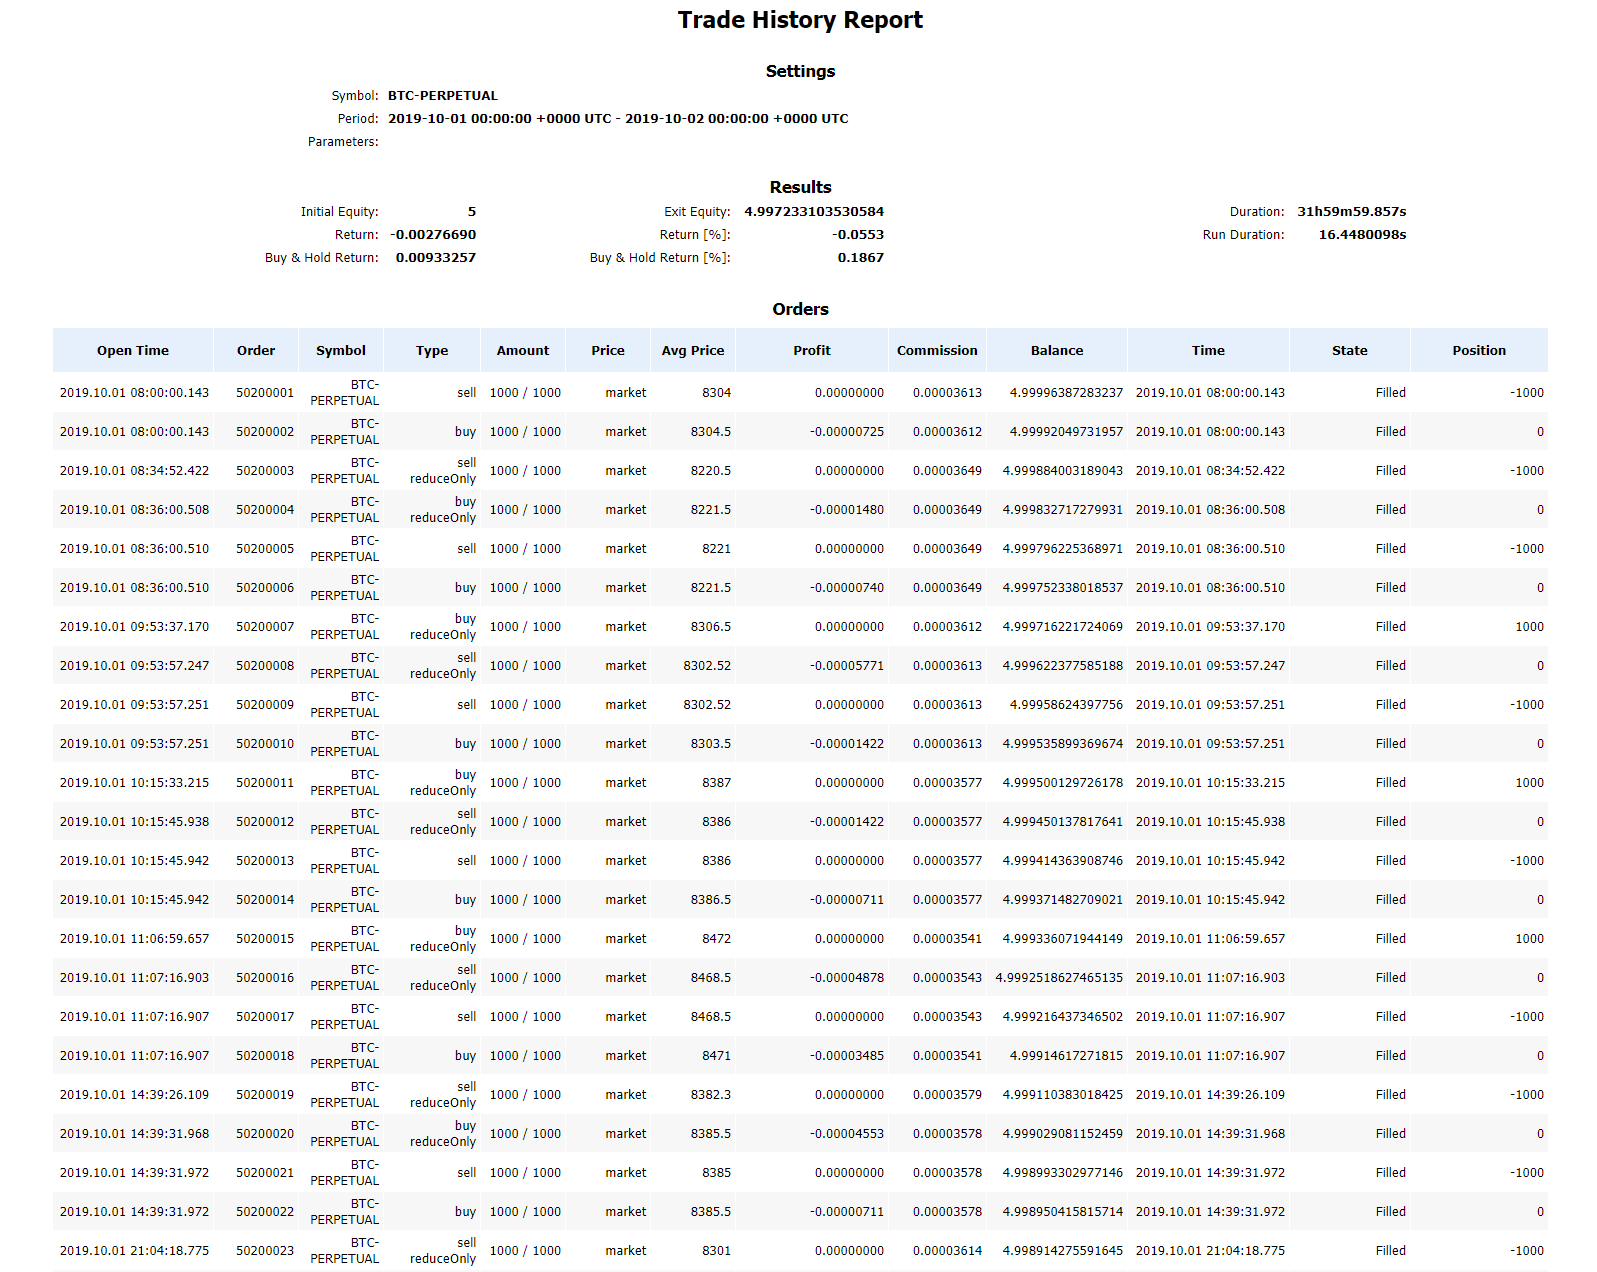 Trade History Report
Settings
Symbol: BTC-PERPETUAL
Period: 2019-10-01 00:00:00 +0000 UTC - 2019-10-02 00:00:00 +0000 UTC
Parameters:
Results
Initial Equity: 5 Exit Equity: 4.997233103530584 Duration: 31h59m59.857s
Return: -0.00276690 Return [%]: -0.0553 Run Duration: 16.4480098s
Buy & Hold Return: 0.00933257 Buy & Hold Return [%]: 0.1867
Orders
Open Time Order Symbol Type Amount Price Avg Price Profit Commission Balance Time State Position
2019.10.01 08:00:00.143 50200001 BTC-PERPETUAL sell 1000 / 1000 market 8304 0.00000000 0.00003613 4.99996387283237 2019.10.01 08:00:00.143 Filled -1000
2019.10.01 08:00:00.143 50200002 BTC-PERPETUAL buy 1000 / 1000 market 8304.5 -0.00000725 0.00003612 4.99992049731957 2019.10.01 08:00:00.143 Filled 0
2019.10.01 08:34:52.422 50200003 BTC-PERPETUAL sell reduceOnly 1000 / 1000 market 8220.5 0.00000000 0.00003649 4.999884003189043 2019.10.01 08:34:52.422 Filled -1000
2019.10.01 08:36:00.508 50200004 BTC-PERPETUAL buy reduceOnly 1000 / 1000 market 8221.5 -0.00001480 0.00003649 4.999832717279931 2019.10.01 08:36:00.508 Filled 0
2019.10.01 08:36:00.510 50200005 BTC-PERPETUAL sell 1000 / 1000 market 8221 0.00000000 0.00003649 4.999796225368971 2019.10.01 08:36:00.510 Filled -1000
2019.10.01 08:36:00.510 50200006 BTC-PERPETUAL buy 1000 / 1000 market 8221.5 -0.00000740 0.00003649 4.999752338018537 2019.10.01 08:36:00.510 Filled 0
2019.10.01 09:53:37.170 50200007 BTC-PERPETUAL buy reduceOnly 1000 / 1000 market 8306.5 0.00000000 0.00003612 4.999716221724069 2019.10.01 09:53:37.170 Filled 1000
2019.10.01 09:53:57.247 50200008 BTC-PERPETUAL sell reduceOnly 1000 / 1000 market 8302.52 -0.00005771 0.00003613 4.999622377585188 2019.10.01 09:53:57.247 Filled 0
2019.10.01 09:53:57.251 50200009 BTC-PERPETUAL sell 1000 / 1000 market 8302.52 0.00000000 0.00003613 4.99958624397756 2019.10.01 09:53:57.251 Filled -1000
2019.10.01 09:53:57.251 50200010 BTC-PERPETUAL buy 1000 / 1000 market 8303.5 -0.00001422 0.00003613 4.999535899369674 2019.10.01 09:53:57.251 Filled 0
2019.10.01 10:15:33.215 50200011 BTC-PERPETUAL buy reduceOnly 1000 / 1000 market 8387 0.00000000 0.00003577 4.999500129726178 2019.10.01 10:15:33.215 Filled 1000
2019.10.01 10:15:45.938 50200012 BTC-PERPETUAL sell reduceOnly 1000 / 1000 market 8386 -0.00001422 0.00003577 4.999450137817641 2019.10.01 10:15:45.938 Filled 0
2019.10.01 10:15:45.942 50200013 BTC-PERPETUAL sell 1000 / 1000 market 8386 0.00000000 0.00003577 4.999414363908746 2019.10.01 10:15:45.942 Filled -1000
2019.10.01 10:15:45.942 50200014 BTC-PERPETUAL buy 1000 / 1000 market 8386.5 -0.00000711 0.00003577 4.999371482709021 2019.10.01 10:15:45.942 Filled 0
2019.10.01 11:06:59.657 50200015 BTC-PERPETUAL buy reduceOnly 1000 / 1000 market 8472 0.00000000 0.00003541 4.999336071944149 2019.10.01 11:06:59.657 Filled 1000
2019.10.01 11:07:16.903 50200016 BTC-PERPETUAL sell reduceOnly 1000 / 1000 market 8468.5 -0.00004878 0.00003543 4.9992518627465135 2019.10.01 11:07:16.903 Filled 0
2019.10.01 11:07:16.907 50200017 BTC-PERPETUAL sell 1000 / 1000 market 8468.5 0.00000000 0.00003543 4.999216437346502 2019.10.01 11:07:16.907 Filled -1000
2019.10.01 11:07:16.907 50200018 BTC-PERPETUAL buy 1000 / 1000 market 8471 -0.00003485 0.00003541 4.99914617271815 2019.10.01 11:07:16.907 Filled 0
2019.10.01 14:39:26.109 50200019 BTC-PERPETUAL sell reduceOnly 1000 / 1000 market 8382.3 0.00000000 0.00003579 4.999110383018425 2019.10.01 14:39:26.109 Filled -1000
2019.10.01 14:39:31.968 50200020 BTC-PERPETUAL buy reduceOnly 1000 / 1000 market 8385.5 -0.00004553 0.00003578 4.999029081152459 2019.10.01 14:39:31.968 Filled 0
2019.10.01 14:39:31.972 50200021 BTC-PERPETUAL sell 1000 / 1000 market 8385 0.00000000 0.00003578 4.998993302977146 2019.10.01 14:39:31.972 Filled -1000
2019.10.01 14:39:31.972 50200022 BTC-PERPETUAL buy 1000 / 1000 market 8385.5 -0.00000711 0.00003578 4.998950415815714 2019.10.01 14:39:31.972 Filled 0
2019.10.01 21:04:18.775 50200023 BTC-PERPETUAL sell reduceOnly 1000 / 1000 market 8301 0.00000000 0.00003614 4.998914275591645 2019.10.01 21:04:18.775 Filled -1000